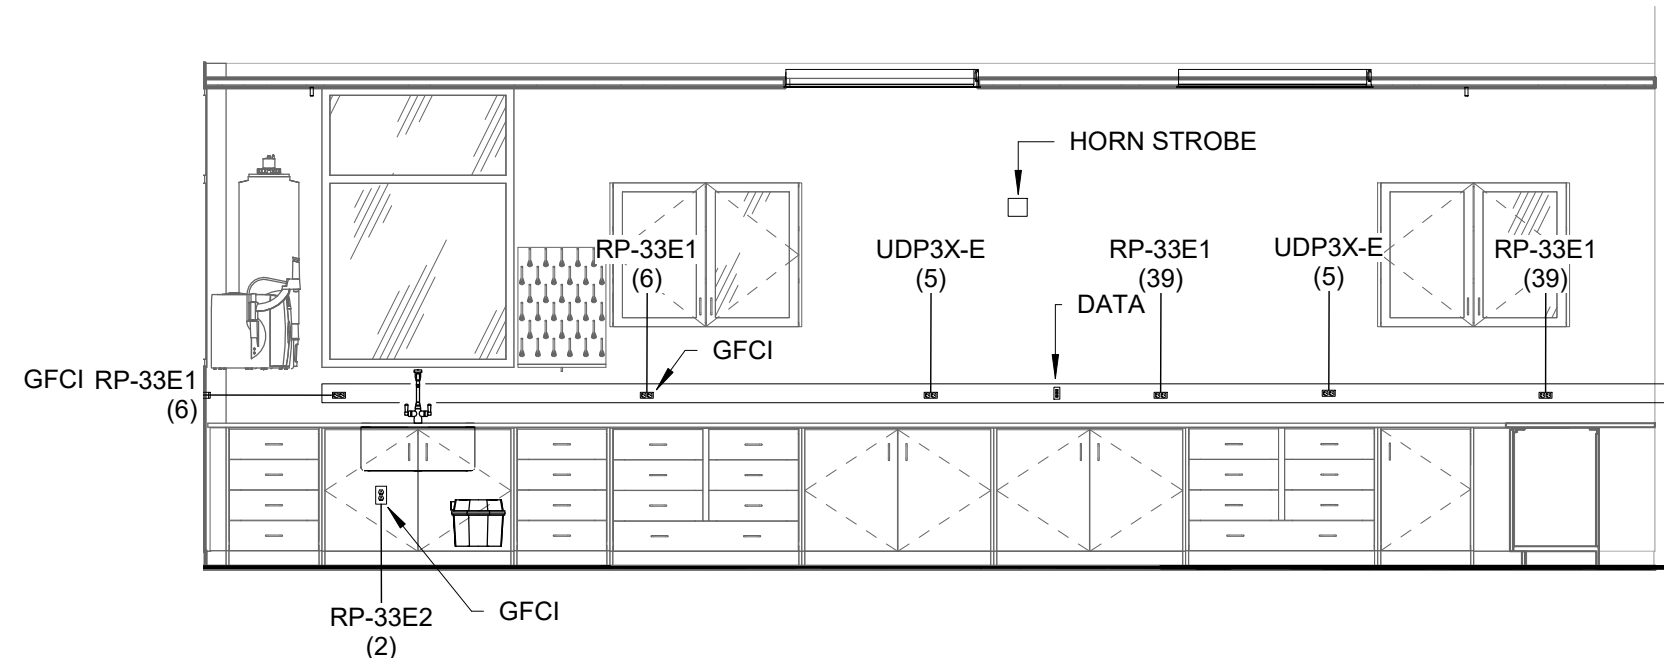 HORN STROBE
RP-33E1
(6)
UDP3X-E
(5)
RP-33E1
(39)
UDP3X-E
(5)
RP-33E1
(39)
DATA
GFCI
GFCI RP-33E1
(6)
RP-33E2
(2)
GFCI